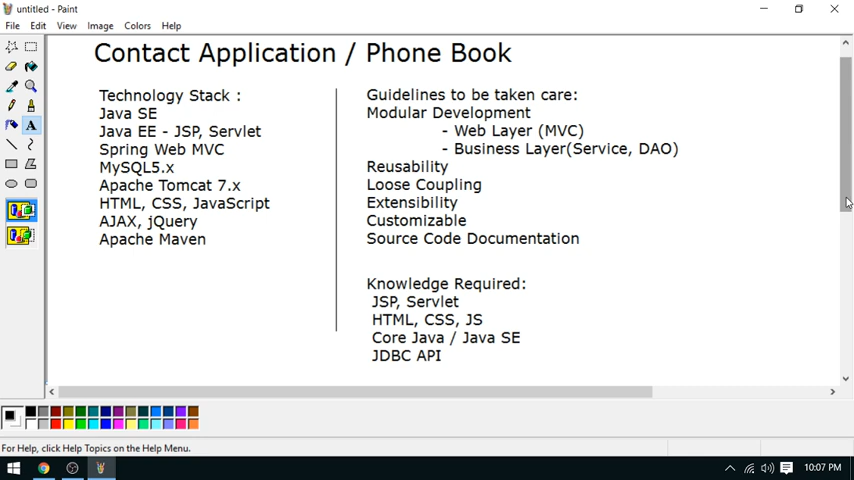 untitled - Paint
File Edit View Image Colors Help
Contact Application / Phone Book
Technology Stack :
Java SE
Java EE - JSP, Servlet
Spring Web MVC
MySQL5.x
Apache Tomcat 7.x
HTML, CSS, JavaScript
AJAX, jQuery
Apache Maven
Guidelines to be taken care:
Modular Development
- Web Layer (MVC)
- Business Layer(Service, DAO)
Reusability
Loose Coupling
Extensibility
Customizable
Source Code Documentation
Knowledge Required:
JSP, Servlet
HTML, CSS, JS
Core Java / Java SE
JDBC API
For Help, click Help Topics on the Help Menu.
10:07 PM